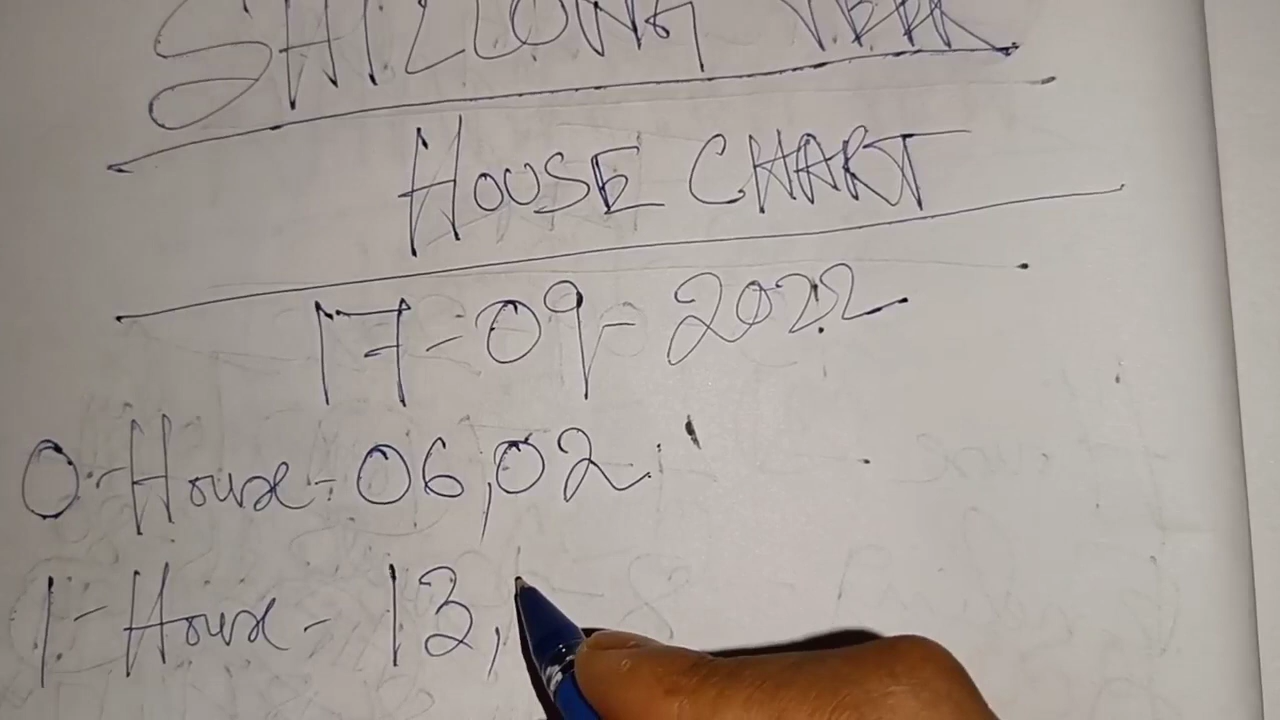 SHILLONG TEER
HOUSE CHART
17-09-2022
0-House-06,02
1-House-13,